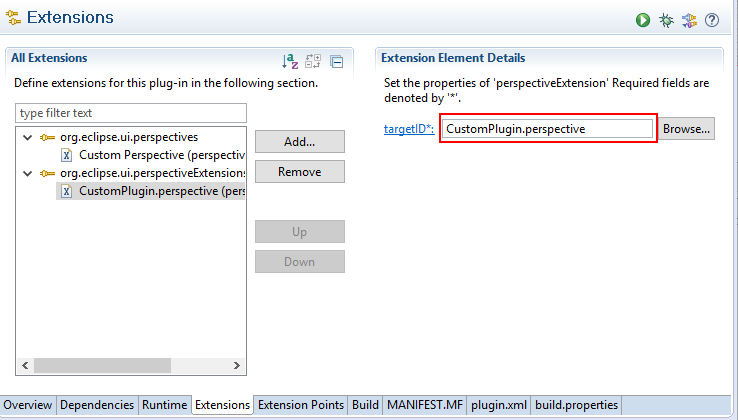 Extensions
All Extensions
Define extensions for this plug-in in the following section.
type filter text
org.eclipse.ui.perspectives
Custom Perspective (perspectiv
org.eclipse.ui.perspectiveExtensions
CustomPlugin.perspective (pers
Add...
Remove
Up
Down
Extension Element Details
Set the properties of 'perspectiveExtension' Required fields are
denoted by '*'.
targetID*: CustomPlugin.perspective Browse...
Overview Dependencies Runtime Extensions Extension Points Build MANIFEST.MF plugin.xml build.properties